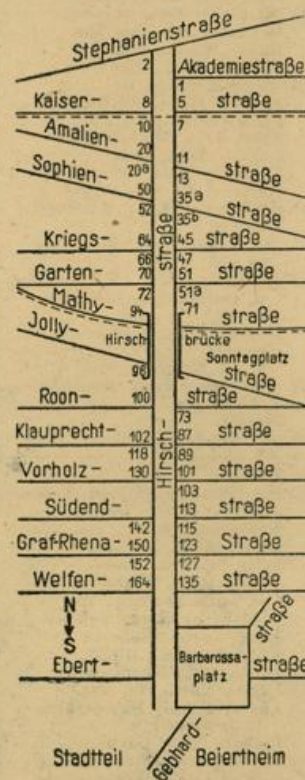 Stephanienstraße
2 Akademiestraße
1
Kaiser- 8 5 straße
Amalien- 10 7
20
Sophien- 20a 11 straße
13
50 35a straße
52 35b
Kriegs- 64 45 straße
66 47
Garten- 70 51 straße
Mathy- 72 51a
94 71 straße
Jolly- Hirsch brücke
Sonntagplatz
96 straße
Roon- 100 straße
73
Klauprecht- 102 87 straße
118 89
Vorholz- 130 101 straße
103
Südend- 113 straße
142 115
Graf-Rhena- 150 123 Straße
152 127
Welfen- 164 135 straße
Hirsch-straße
N
S
straße
Barbarossa-
platz
Ebert- straße
Gebhard-
Stadtteil Beiertheim